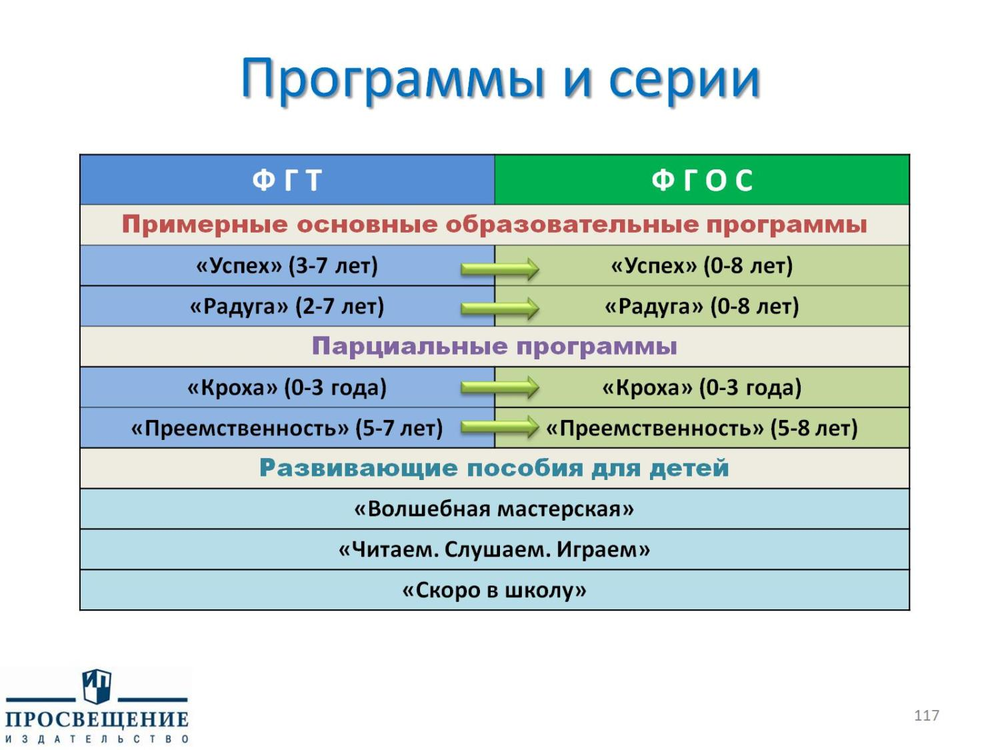 Программы и серии
Ф Г Т
Ф Г О С
Примерные основные образовательные программы
«Успех» (3-7 лет)
«Успех» (0-8 лет)
«Радуга» (2-7 лет)
«Радуга» (0-8 лет)
Парциальные программы
«Кроха» (0-3 года)
«Кроха» (0-3 года)
«Преемственность» (5-7 лет)
«Преемственность» (5-8 лет)
Развивающие пособия для детей
«Волшебная мастерская»
«Читаем. Слушаем. Играем»
«Скоро в школу»
ИП
ПРОСВЕЩЕНИЕ
ИЗДАТЕЛЬСТВО
117